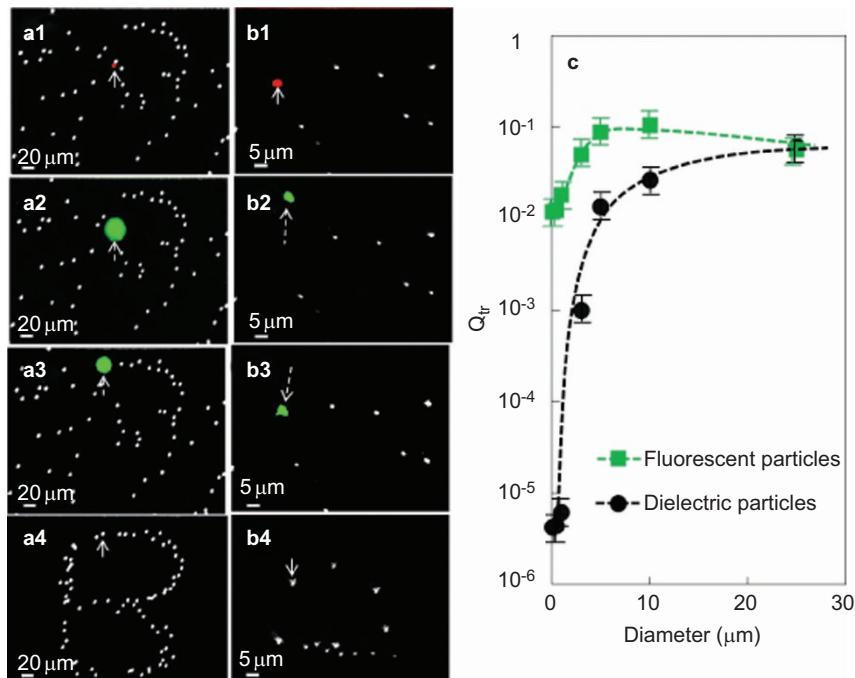 a1
20 μm
b1
5 μm
a2
20 μm
b2
5 μm
a3
20 μm
b3
5 μm
a4
20 μm
b4
5 μm
c
1
10⁻¹
10⁻²
10⁻³
10⁻⁴
10⁻⁵
10⁻⁶
Qtr
Fluorescent particles
Dielectric particles
0 10 20 30
Diameter (μm)